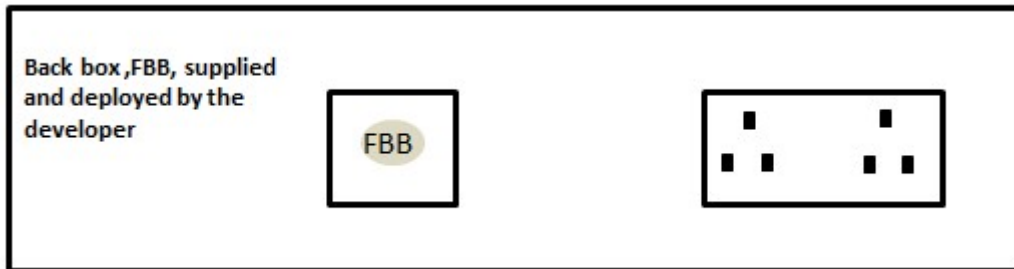 Back box ,FBB, supplied
and deployed by the
developer
FBB